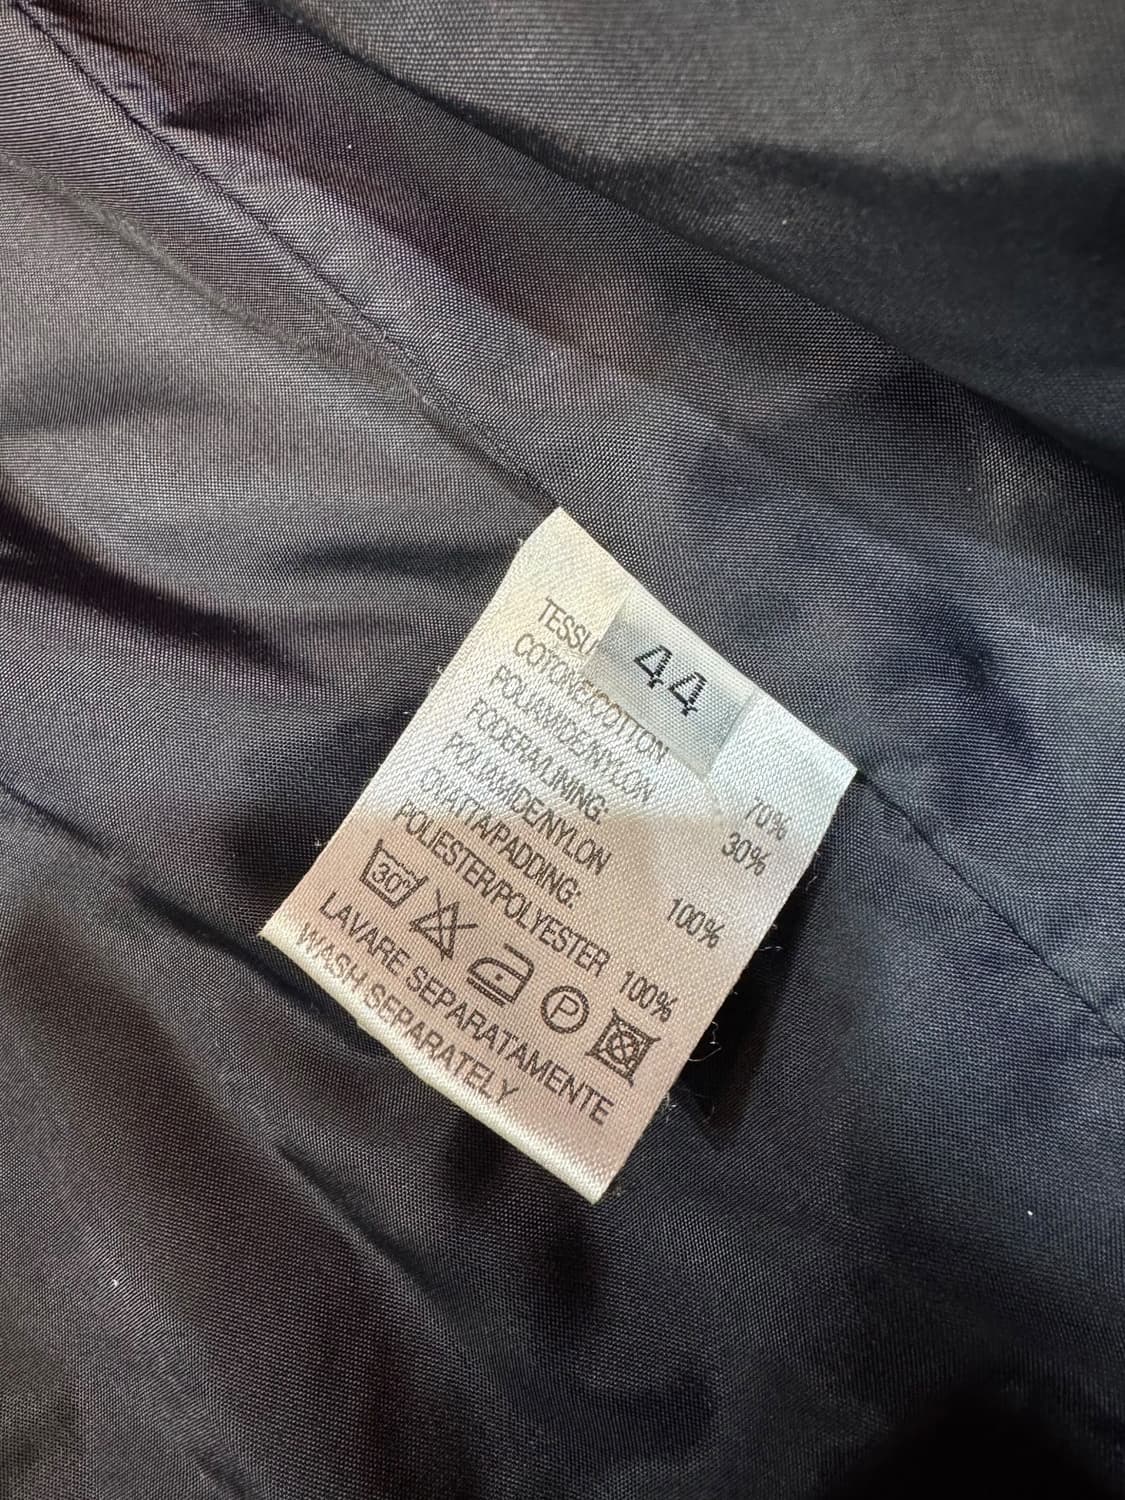 44
TESSU
COTONE/COTTON 70%
POLIAMIDE/NYLON 30%
FODERA/LINING:
POLIAMIDE/NYLON 100%
OVATTA/PADDING:
POLIESTER/POLYESTER 100%
30° P
LAVARE SEPARATAMENTE
WASH SEPARATELY